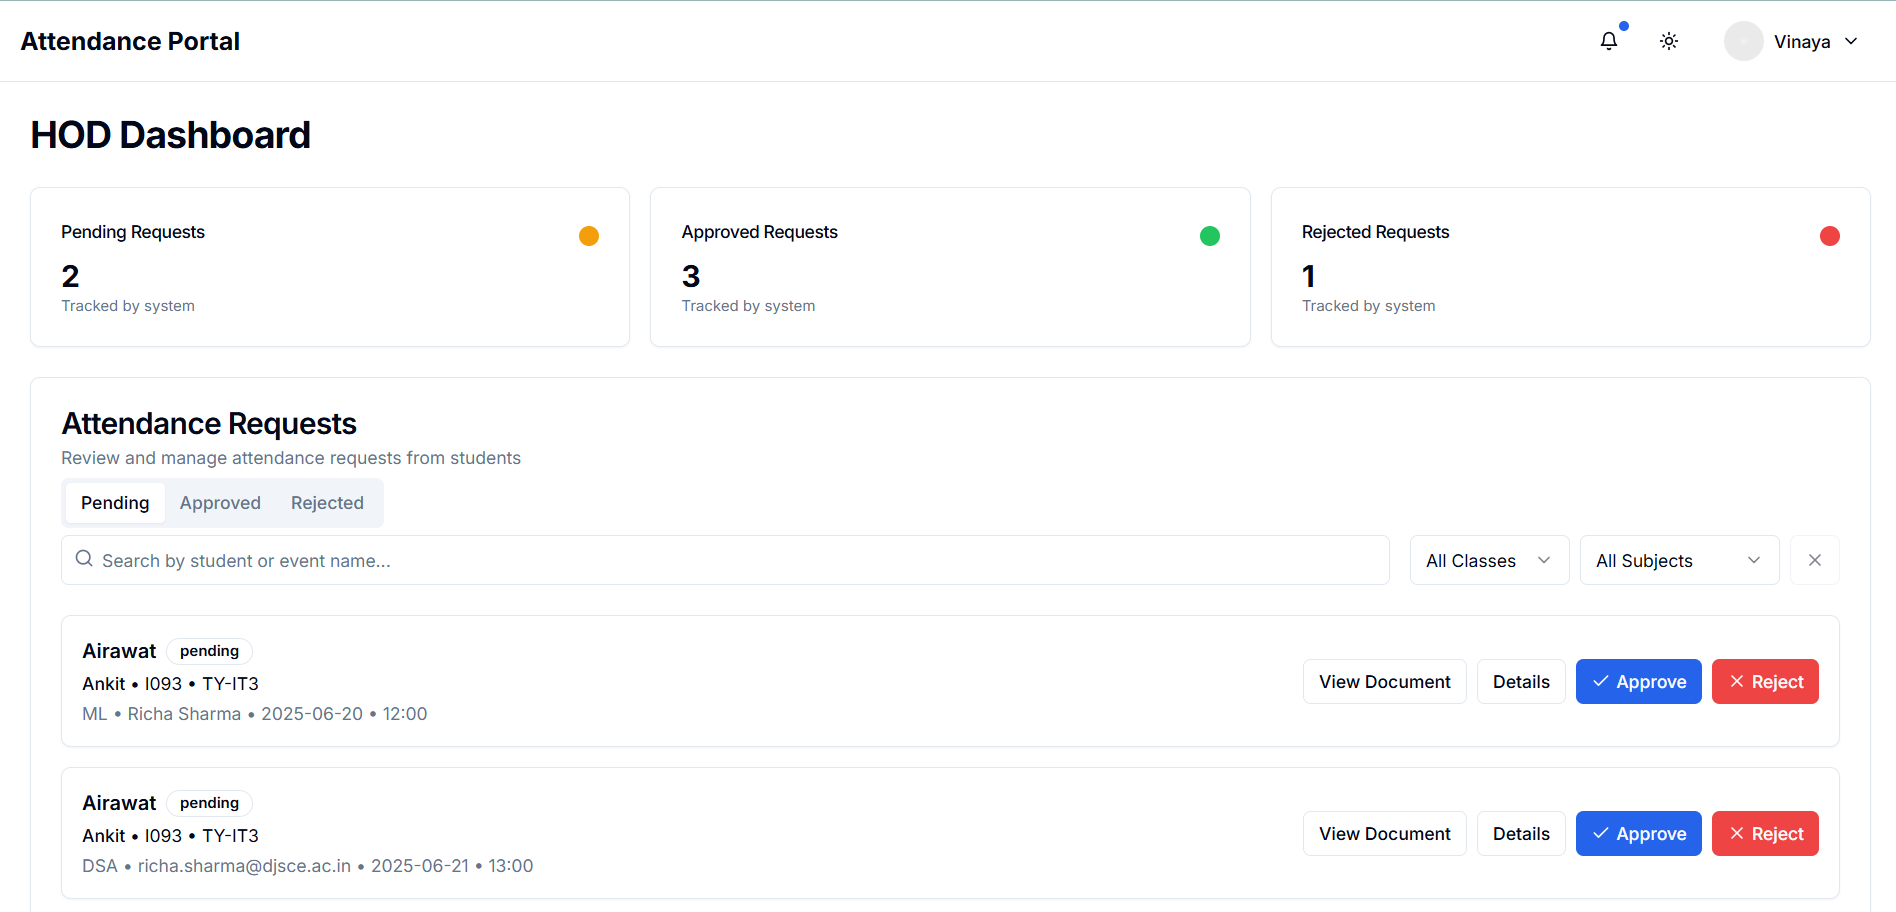 Attendance Portal
Vinaya
HOD Dashboard
Pending Requests
2
Tracked by system
Approved Requests
3
Tracked by system
Rejected Requests
1
Tracked by system
Attendance Requests
Review and manage attendance requests from students
Pending Approved Rejected
Search by student or event name...
All Classes
All Subjects
Airawat pending
Ankit • I093 • TY-IT3
ML • Richa Sharma • 2025-06-20 • 12:00
View Document Details Approve Reject
Airawat pending
Ankit • I093 • TY-IT3
DSA • richa.sharma@djsce.ac.in • 2025-06-21 • 13:00
View Document Details Approve Reject